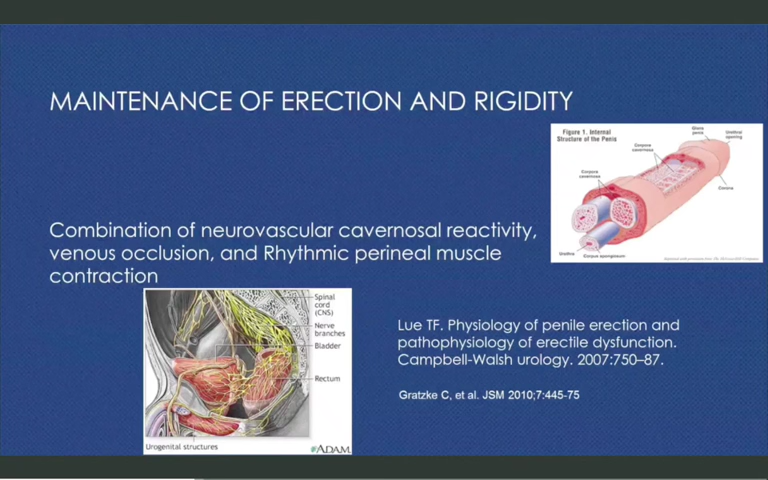 MAINTENANCE OF ERECTION AND RIGIDITY
Figure 1. Internal
Structure of the Penis
Glans
penis
Urethral
opening
Corpora
cavernosa
Corpora
cavernosa
Corona
Urethra
Corpus spongiosum
Combination of neurovascular cavernosal reactivity,
venous occlusion, and Rhythmic perineal muscle
contraction
Spinal
cord
(CNS)
Nerve
branches
Bladder
Rectum
Urogenital structures
ADAM.
Lue TF. Physiology of penile erection and
pathophysiology of erectile dysfunction.
Campbell-Walsh urology. 2007:750–87.
Gratzke C, et al. JSM 2010;7:445-75